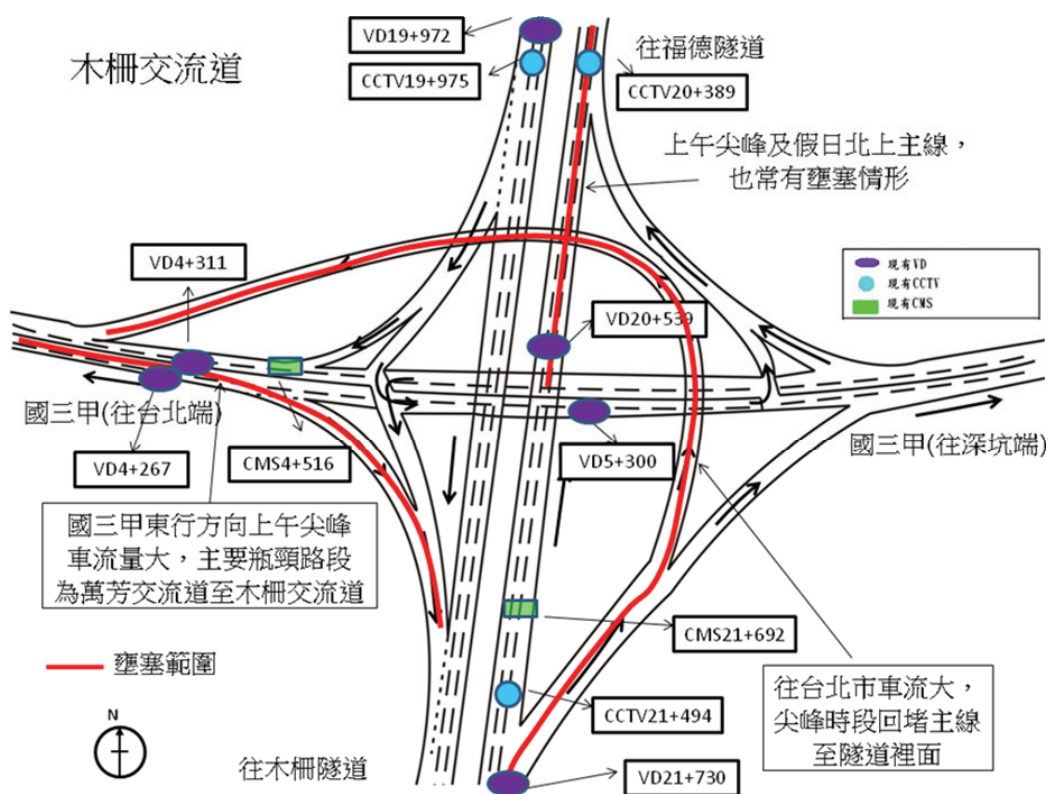 木柵交流道
VD19+972
CCTV19+975
往福德隧道
CCTV20+389
上午尖峰及假日北上主線，
也常有壅塞情形
VD4+311
現有VD
現有CCTV
現有CMS
VD20+539
國三甲(往台北端)
國三甲(往深坑端)
VD4+267
CMS4+516
VD5+300
國三甲東行方向上午尖峰
車流量大，主要瓶頸路段
為萬芳交流道至木柵交流道
CMS21+692
壅塞範圍
往台北市車流大，
尖峰時段回堵主線
至隧道裡面
CCTV21+494
N
往木柵隧道
VD21+730